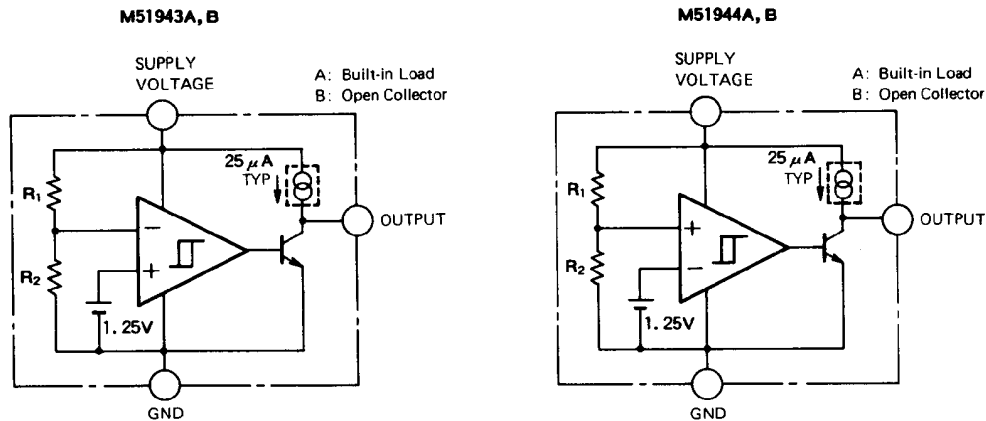 M51943A, B
SUPPLY
VOLTAGE
A: Built-in Load
B: Open Collector
25 μA
TYP
R1
R2
−
+
1. 25V
OUTPUT
GND
M51944A, B
SUPPLY
VOLTAGE
A: Built-in Load
B: Open Collector
25 μA
TYP
R1
R2
+
−
1. 25V
OUTPUT
GND